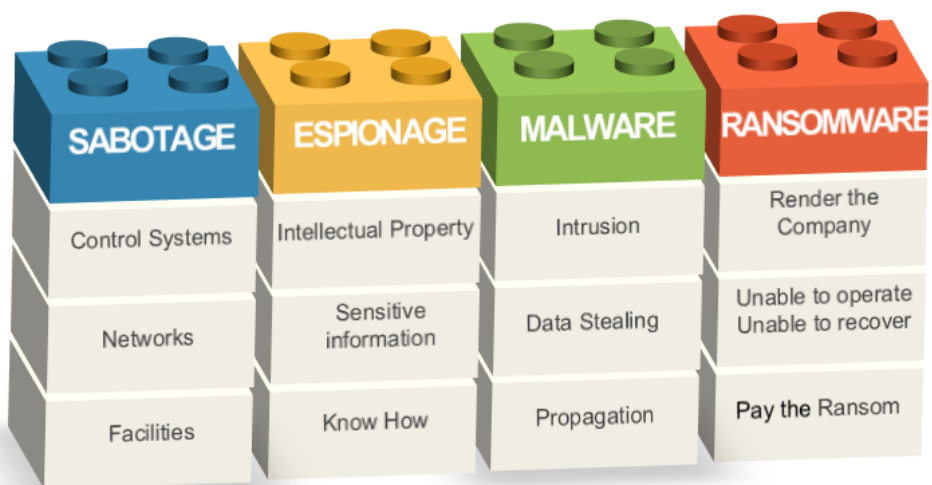 SABOTAGE
Control Systems
Networks
Facilities
ESPIONAGE
Intellectual Property
Sensitive
information
Know How
MALWARE
Intrusion
Data Stealing
Propagation
RANSOMWARE
Render the
Company
Unable to operate
Unable to recover
Pay the Ransom